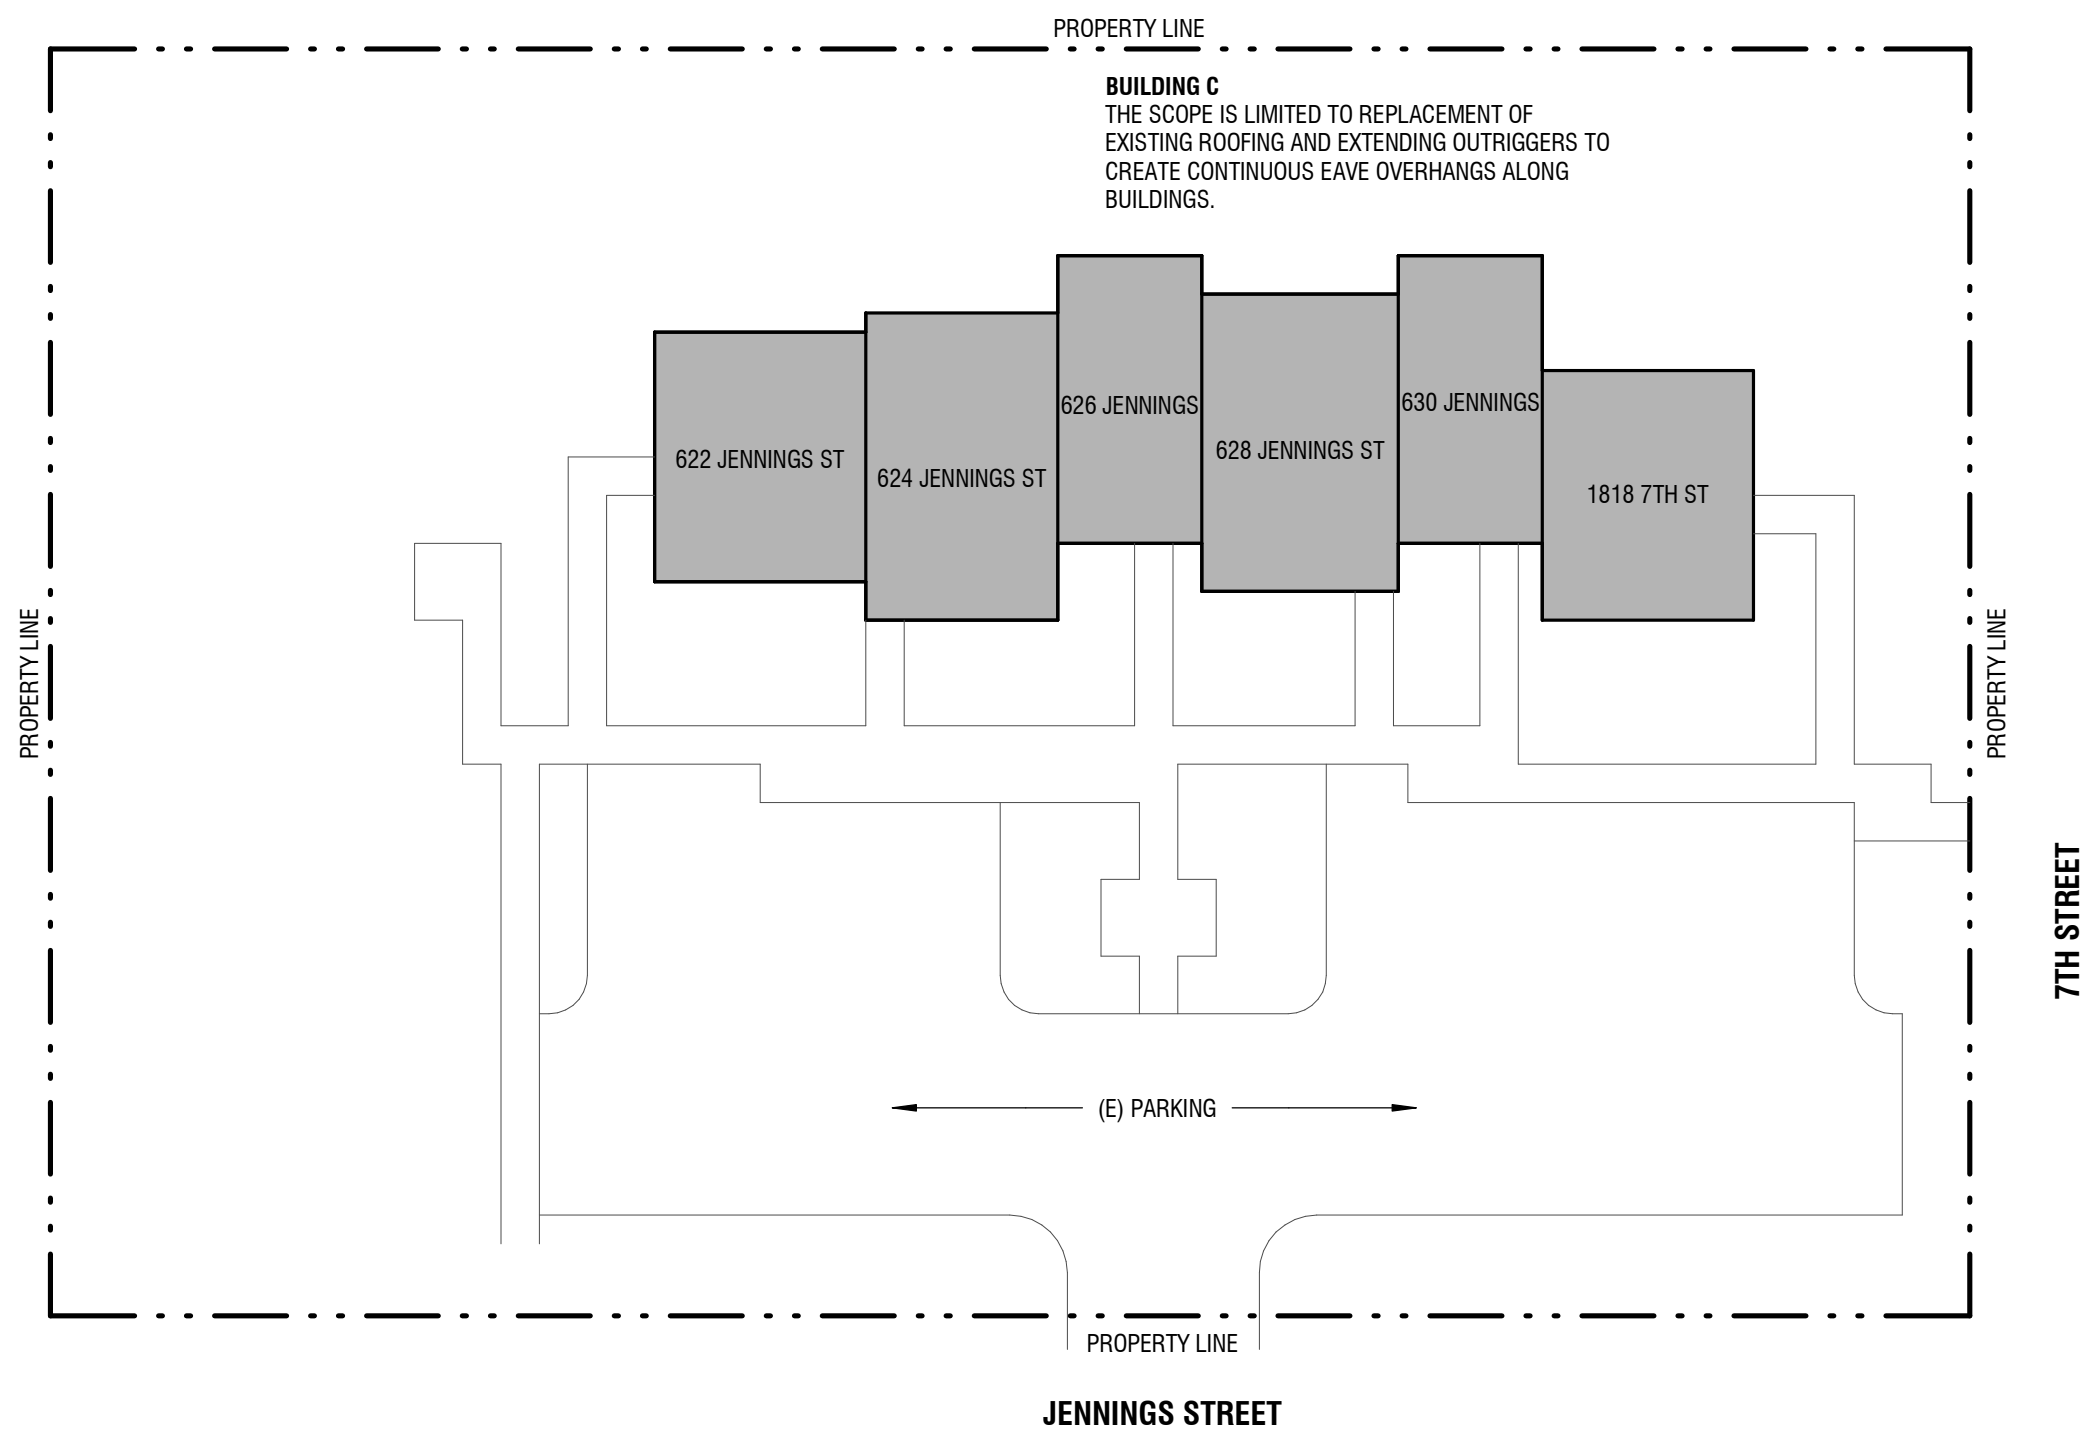 PROPERTY LINE
BUILDING C
THE SCOPE IS LIMITED TO REPLACEMENT OF
EXISTING ROOFING AND EXTENDING OUTRIGGERS TO
CREATE CONTINUOUS EAVE OVERHANGS ALONG
BUILDINGS.
622 JENNINGS ST
624 JENNINGS ST
626 JENNINGS
628 JENNINGS ST
630 JENNINGS
1818 7TH ST
PROPERTY LINE
PROPERTY LINE
7TH STREET
(E) PARKING
PROPERTY LINE
JENNINGS STREET